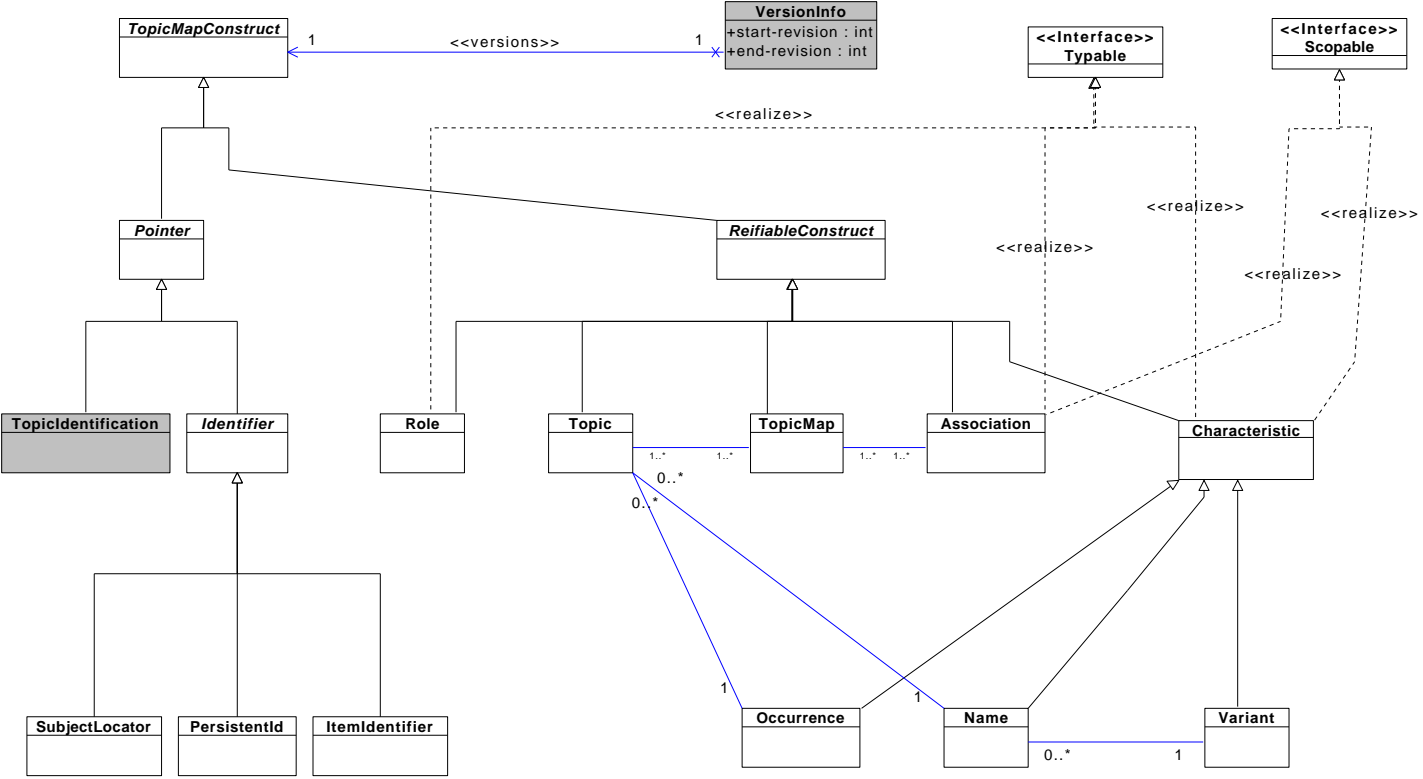 VersionInfo
+start-revision : int
+end-revision : int
TopicMapConstruct
1
<<versions>>
1
<<Interface>>
Typable
<<Interface>>
Scopable
<<realize>>
<<realize>>
<<realize>>
<<realize>>
<<realize>>
Pointer
ReifiableConstruct
TopicIdentification
Identifier
Role
Topic
TopicMap
Association
Characteristic
1..*
1..*
1..*
1..*
0..*
0..*
1
1
SubjectLocator
PersistentId
ItemIdentifier
Occurrence
Name
Variant
0..*
1